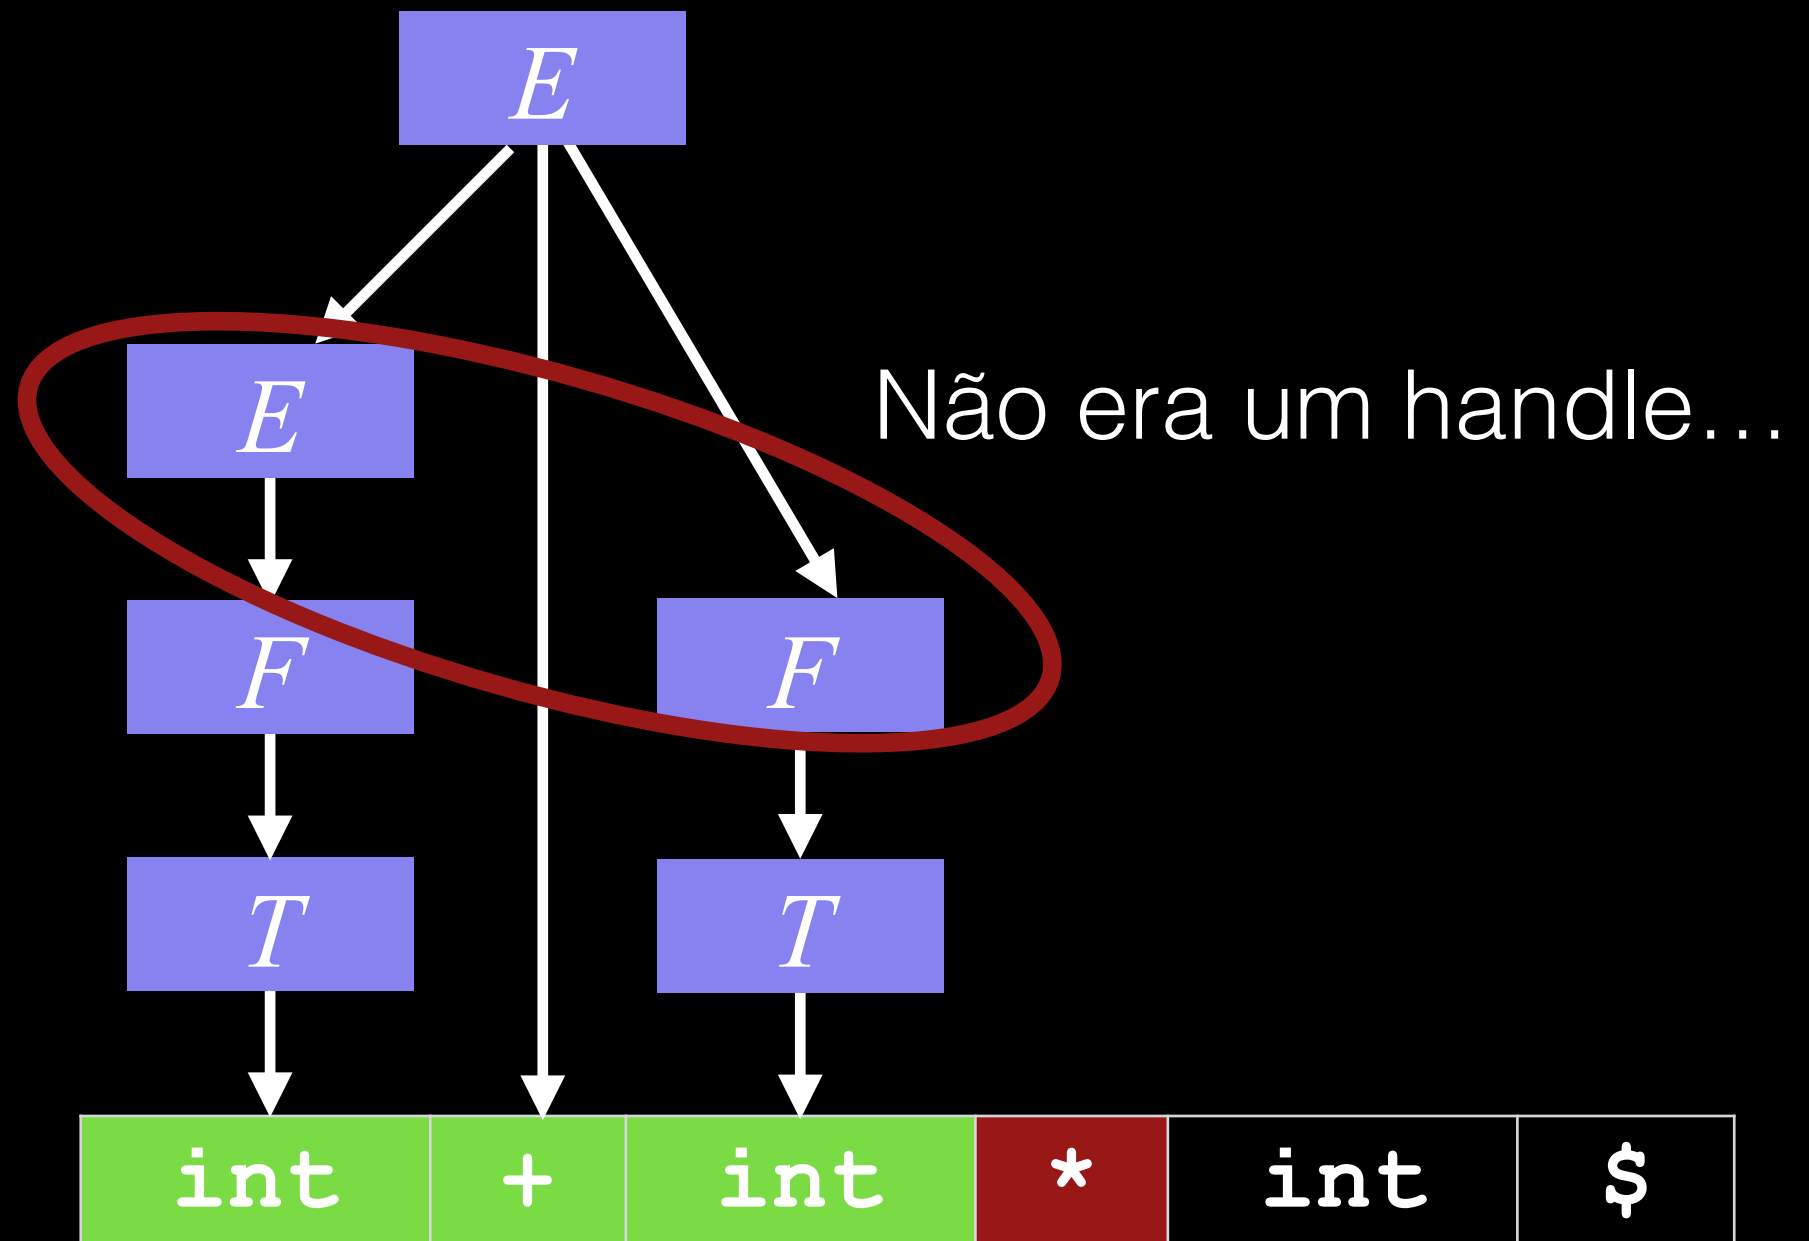 E
E
Não era um handle…
F F
T T
int + int * int $